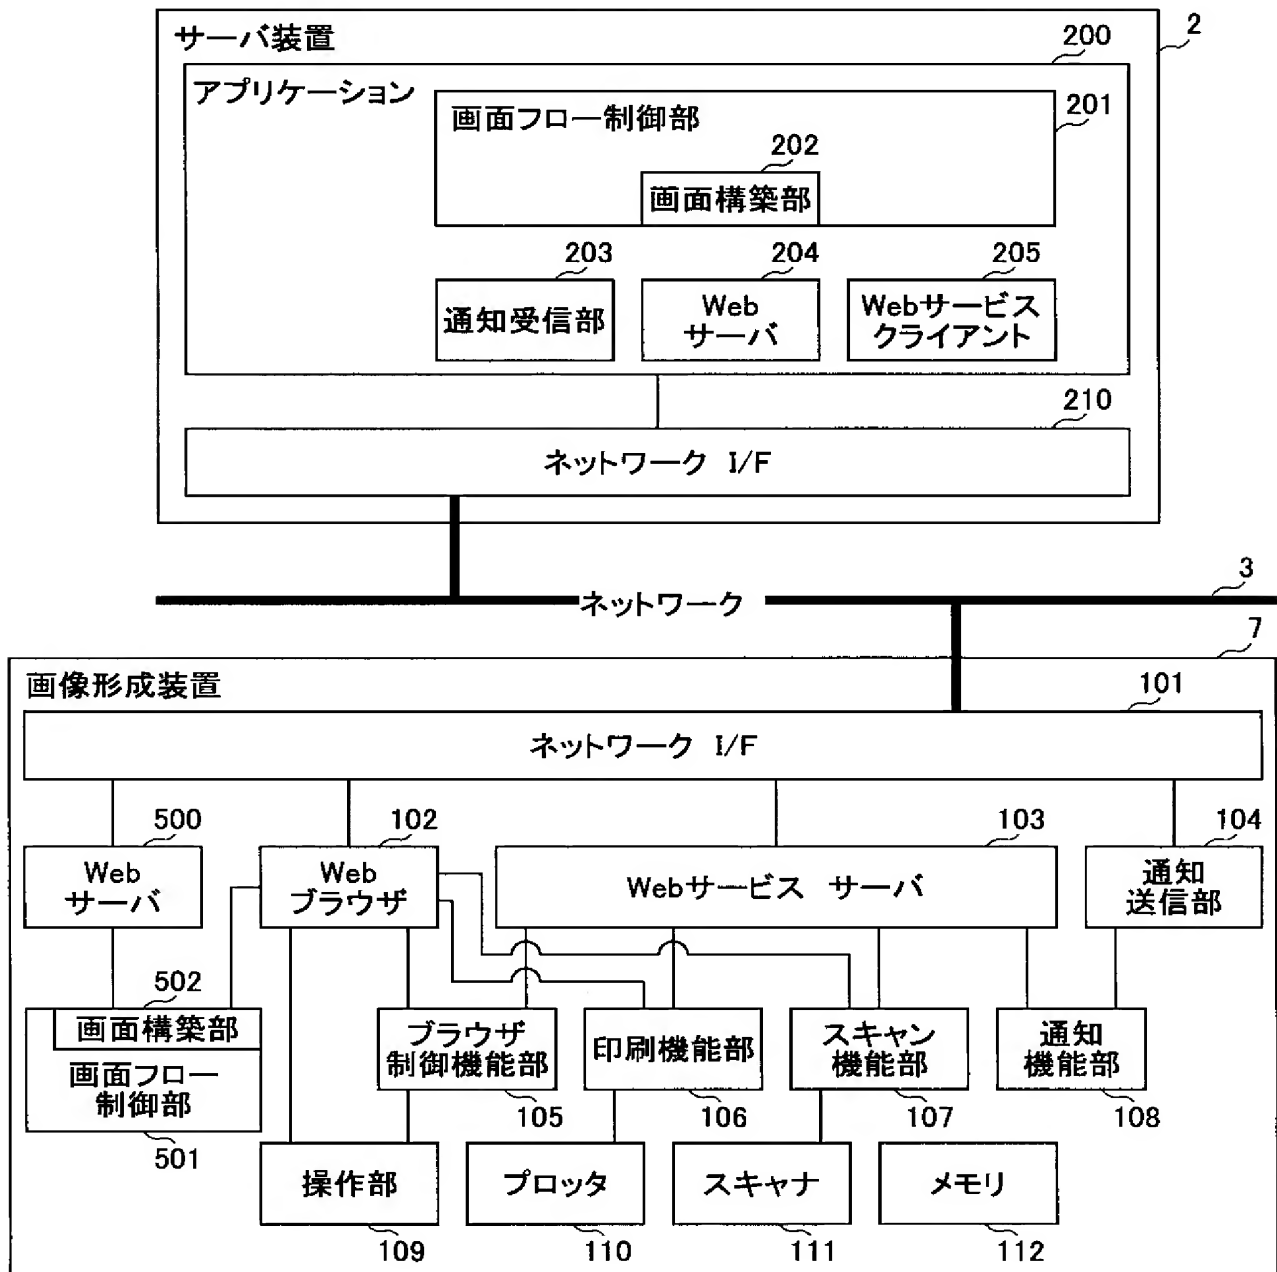 サーバ装置
2
アプリケーション
200
画面フロー制御部
201
202
画面構築部
203
通知受信部
204
Web
サーバ
205
Webサービス
クライアント
210
ネットワーク I/F
ネットワーク
3
7
画像形成装置
101
ネットワーク I/F
500
Web
サーバ
102
Web
ブラウザ
103
Webサービス サーバ
104
通知
送信部
502
画面構築部
画面フロー
制御部
501
ブラウザ
制御機能部
105
印刷機能部
106
スキャン
機能部
107
通知
機能部
108
操作部
109
プロッタ
110
スキャナ
111
メモリ
112